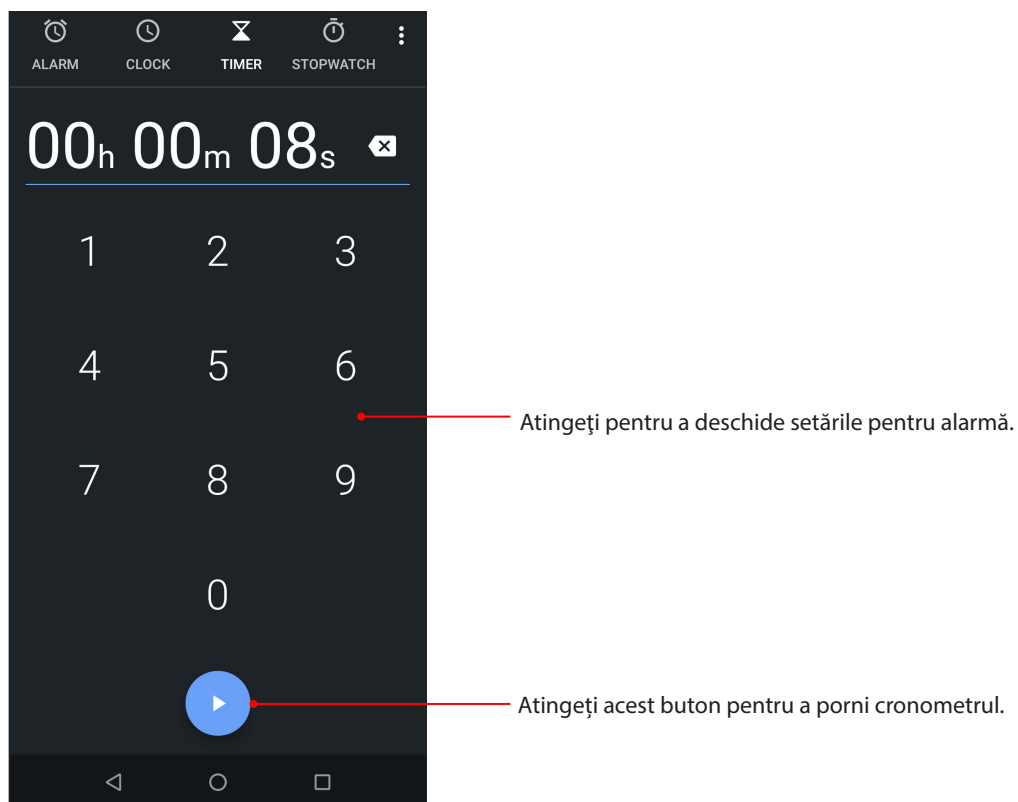 ALARM CLOCK TIMER STOPWATCH
00h 00m 08s
1 2 3
4 5 6
Atingeţi pentru a deschide setările pentru alarmă.
7 8 9
0
Atingeți acest buton pentru a porni cronometrul.